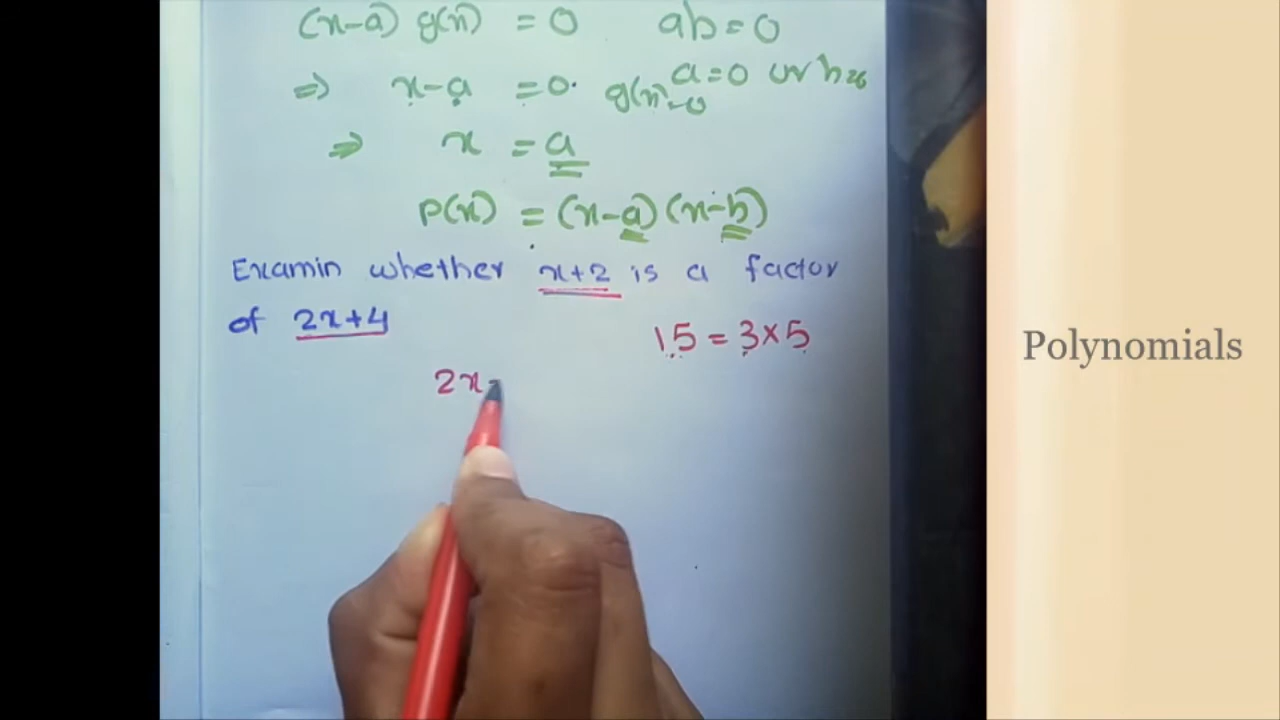 (x-a) g(x) = 0 ab = 0
⇒ x-a = 0. g(x)=0 a=0 or b=0
⇒ x = a
P(x) = (x-a) (x-b)
Examin whether x+2 is a factor
of 2x+4
15 = 3×5
2x
Polynomials